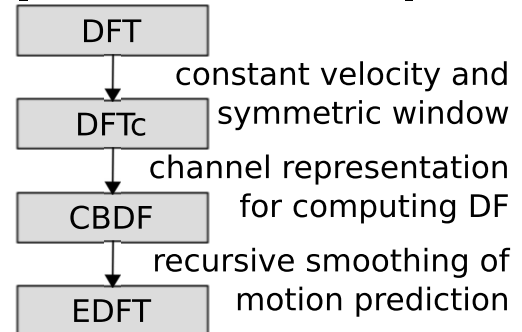 DFT
constant velocity and
symmetric window
DFTc
channel representation
for computing DF
CBDF
recursive smoothing of
motion prediction
EDFT